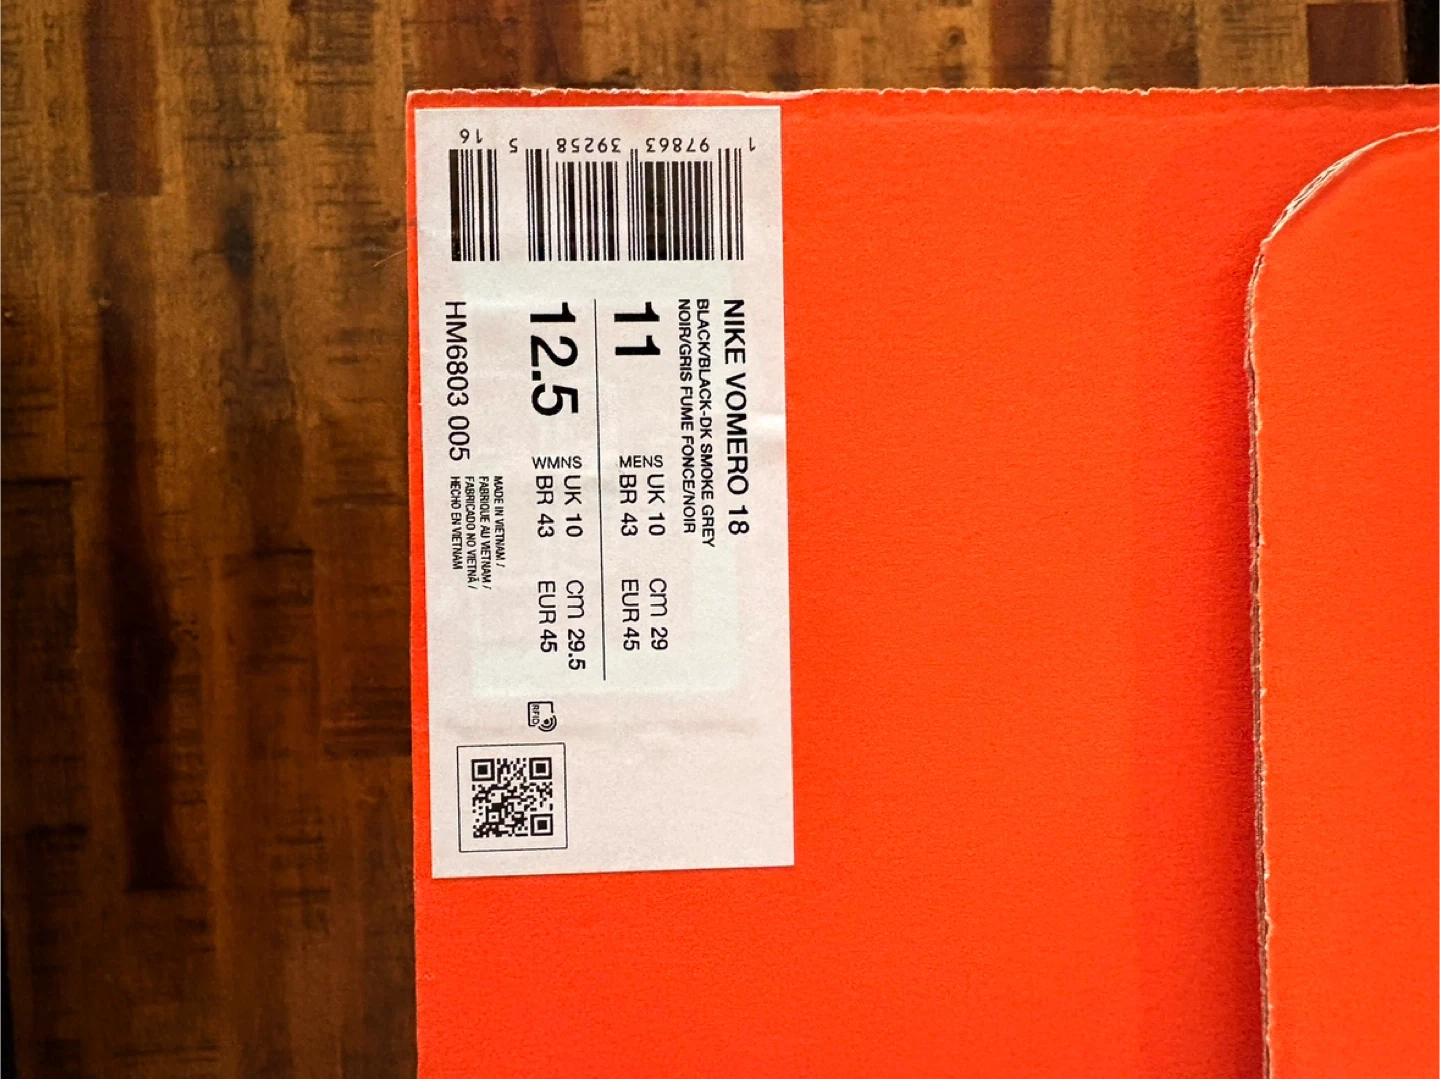 NIKE VOMERO 18
BLACK/BLACK-DK SMOKE GREY
NOIR/GRIS FUME FONCE/NOIR
11
MENS
UK 10 cm 29
BR 43 EUR 45
12.5
WMNS
UK 10 cm 29.5
BR 43 EUR 45
HM6803 005
MADE IN VIETNAM /
FABRIQUE AU VIETNAM /
FABRICADO NO VIETNÃ /
HECHO EN VIETNAM
RFID
1 97863 39258 5 16